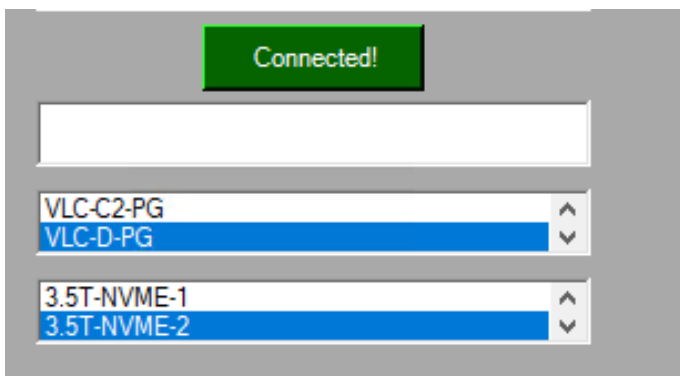 Connected!
VLC-C2-PG
VLC-D-PG
3.5T-NVME-1
3.5T-NVME-2